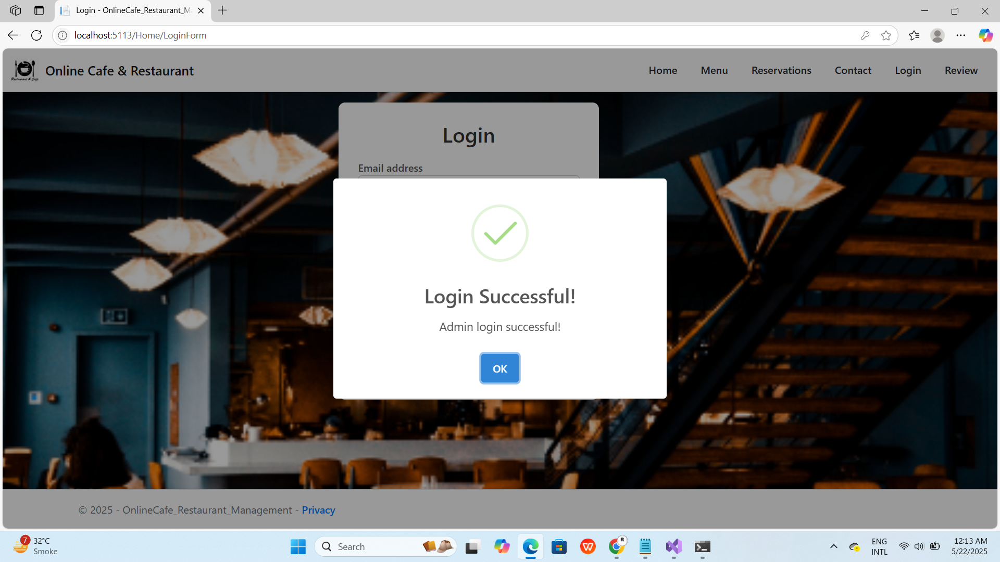 Login - OnlineCafe_Restaurant_M
localhost:5113/Home/LoginForm
Restaurant & Cafe
Online Cafe & Restaurant
Home
Menu
Reservations
Contact
Login
Review
Login
Email address
Login Successful!
Admin login successful!
OK
© 2025 - OnlineCafe_Restaurant_Management - Privacy
7
32°C
Smoke
Search
R
ENG
INTL
12:13 AM
5/22/2025